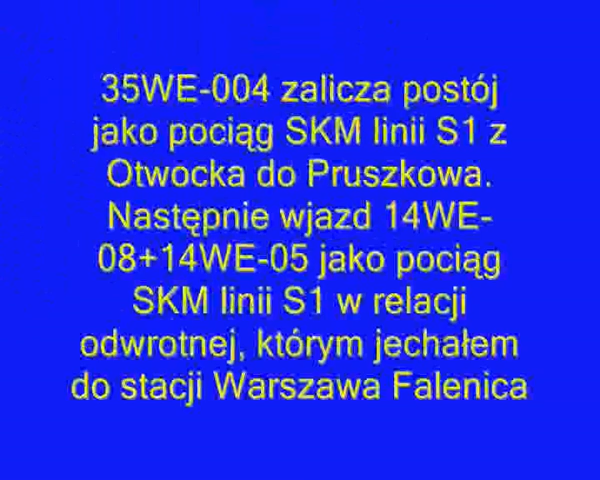 35WE-004 zalicza postój
jako pociąg SKM linii S1 z
Otwocka do Pruszkowa.
Następnie wjazd 14WE-
08+14WE-05 jako pociąg
SKM linii S1 w relacji
odwrotnej, którym jechałem
do stacji Warszawa Falenica